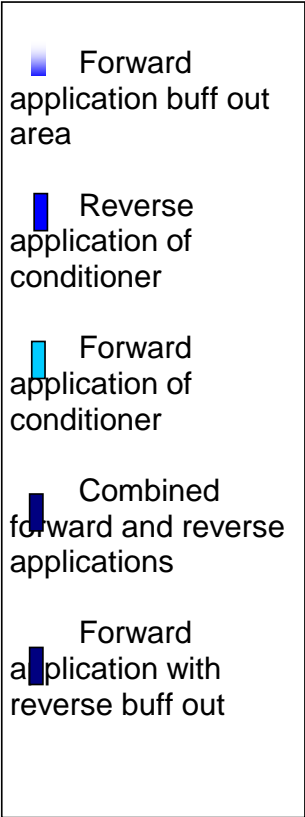 Forward
application buff out
area
Reverse
application of
conditioner
Forward
application of
conditioner
Combined
forward and reverse
applications
Forward
application with
reverse buff out